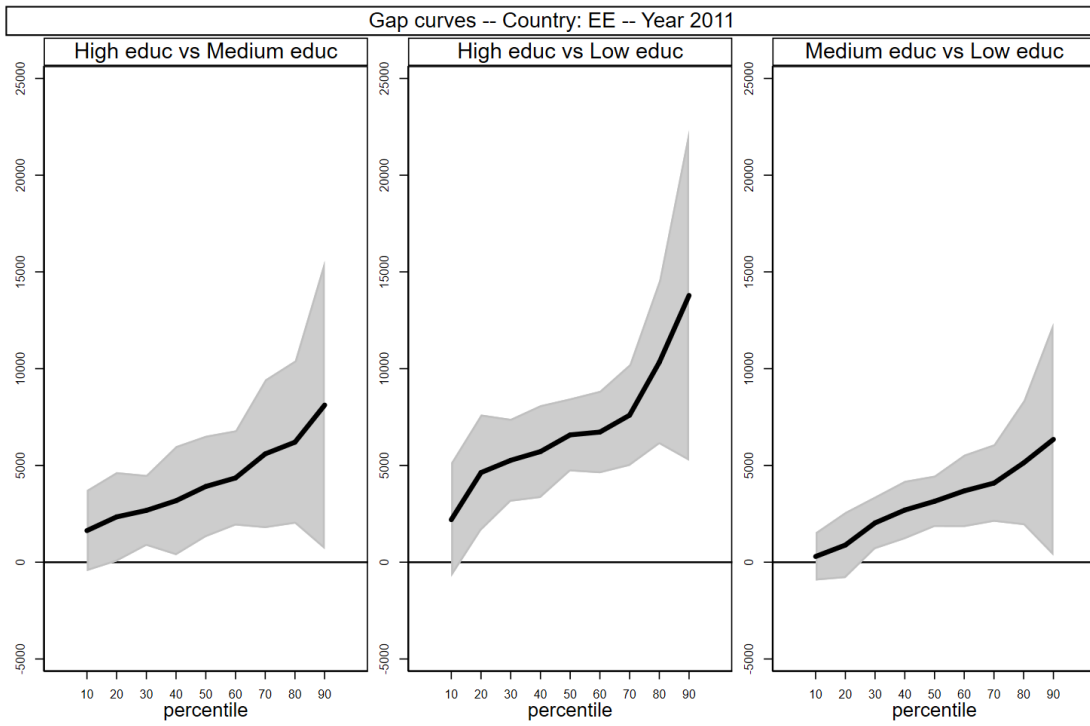 Gap curves -- Country: EE -- Year 2011
High educ vs Medium educ
High educ vs Low educ
Medium educ vs Low educ
25000
20000
15000
10000
5000
0
-5000
25000
20000
15000
10000
5000
0
-5000
25000
20000
15000
10000
5000
0
-5000
10 20 30 40 50 60 70 80 90
10 20 30 40 50 60 70 80 90
10 20 30 40 50 60 70 80 90
percentile
percentile
percentile